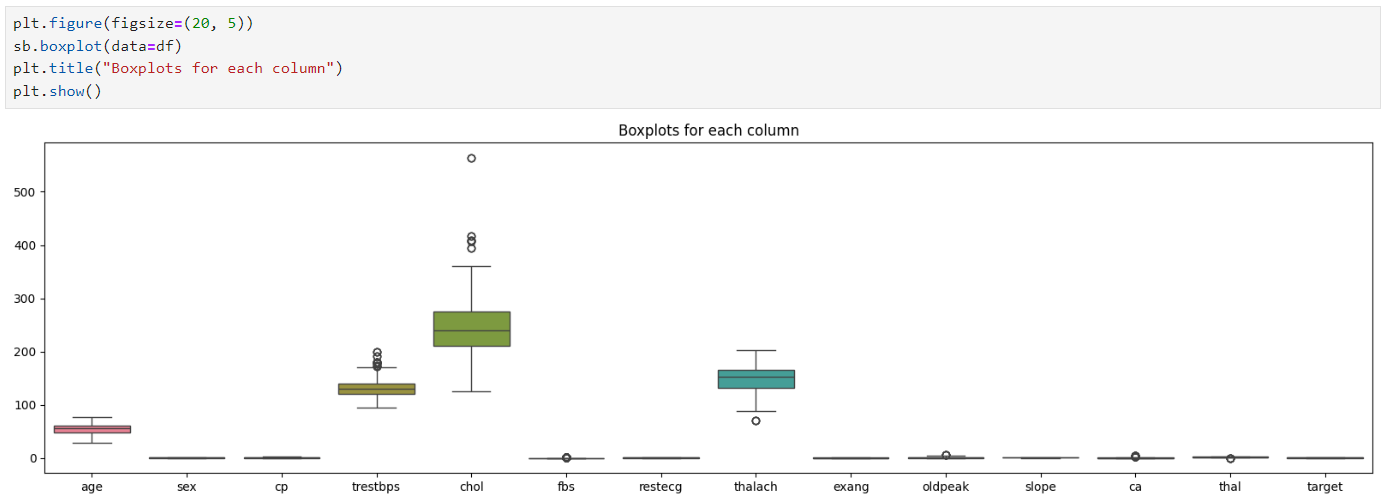 plt.figure(figsize=(20, 5))
sb.boxplot(data=df)
plt.title("Boxplots for each column")
plt.show()
Boxplots for each column
500
400
300
200
100
0
age sex cp trestbps chol fbs restecg thalach exang oldpeak slope ca thal target